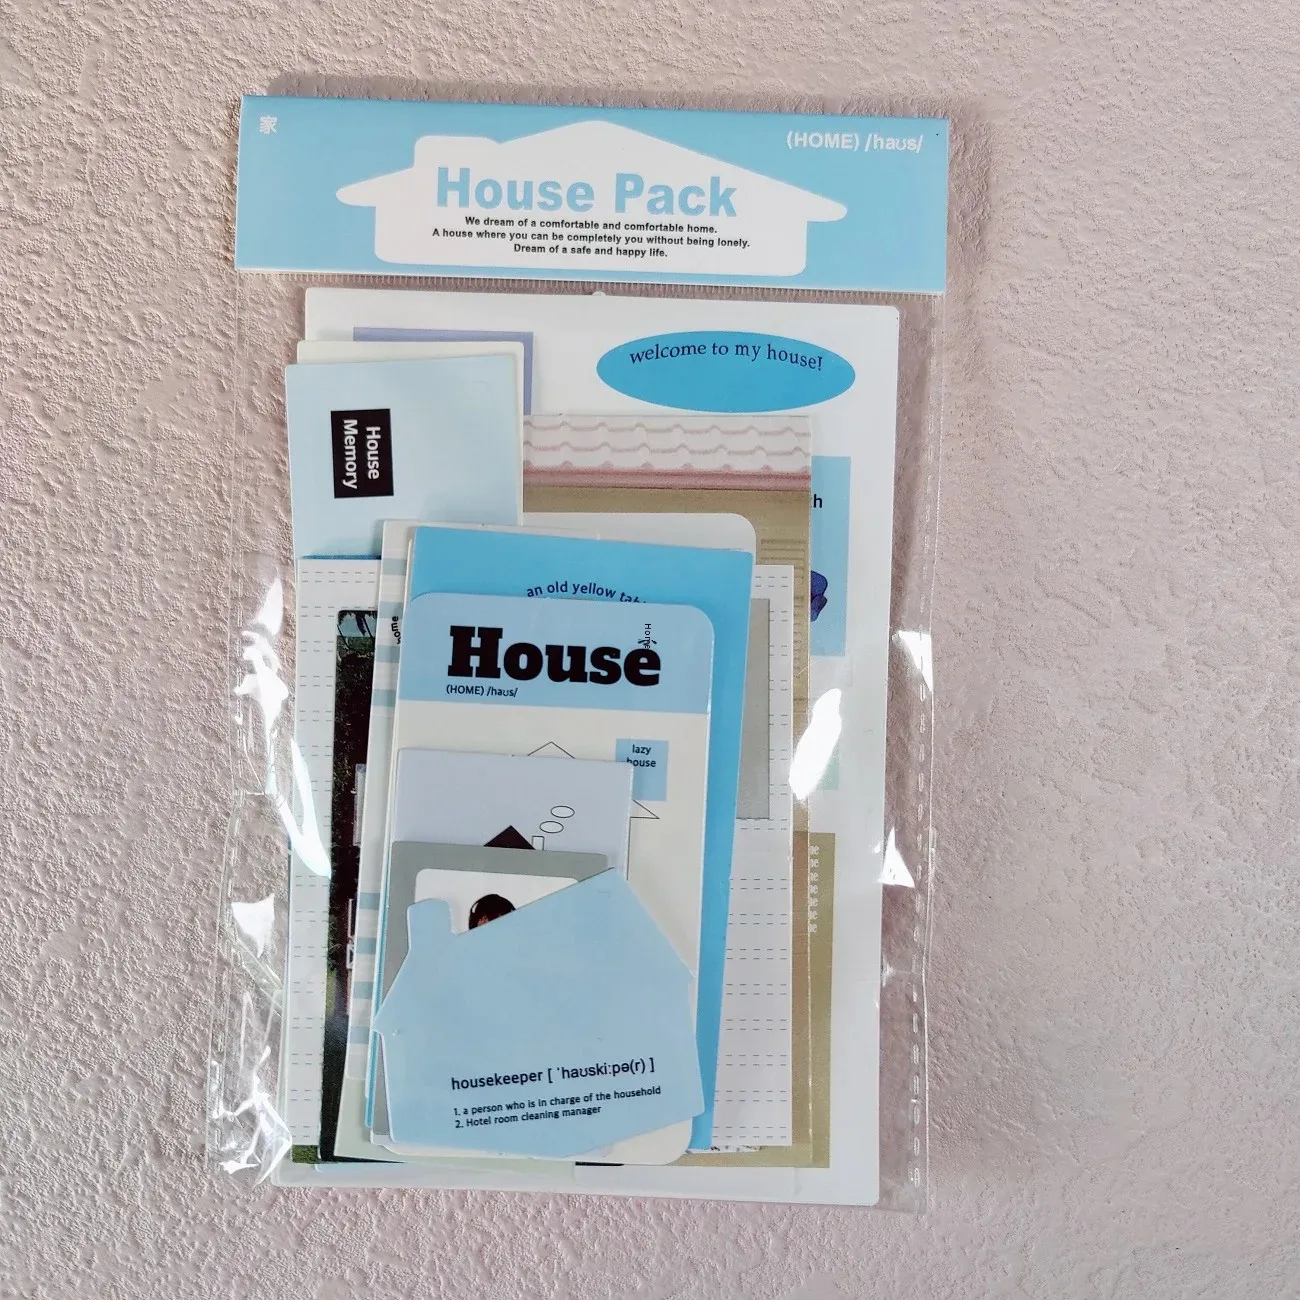 家
(HOME) /haʊs/
House Pack
We dream of a comfortable and comfortable home.
A house where you can be completely you without being lonely.
Dream of a safe and happy life.
welcome to my house!
House
Memory
h
an old yellow
House
Home
(HOME) /haʊs/
lazy
house
housekeeper [ ˈhaʊski:pə(r) ]
1. a person who is in charge of the household
2. Hotel room cleaning manager